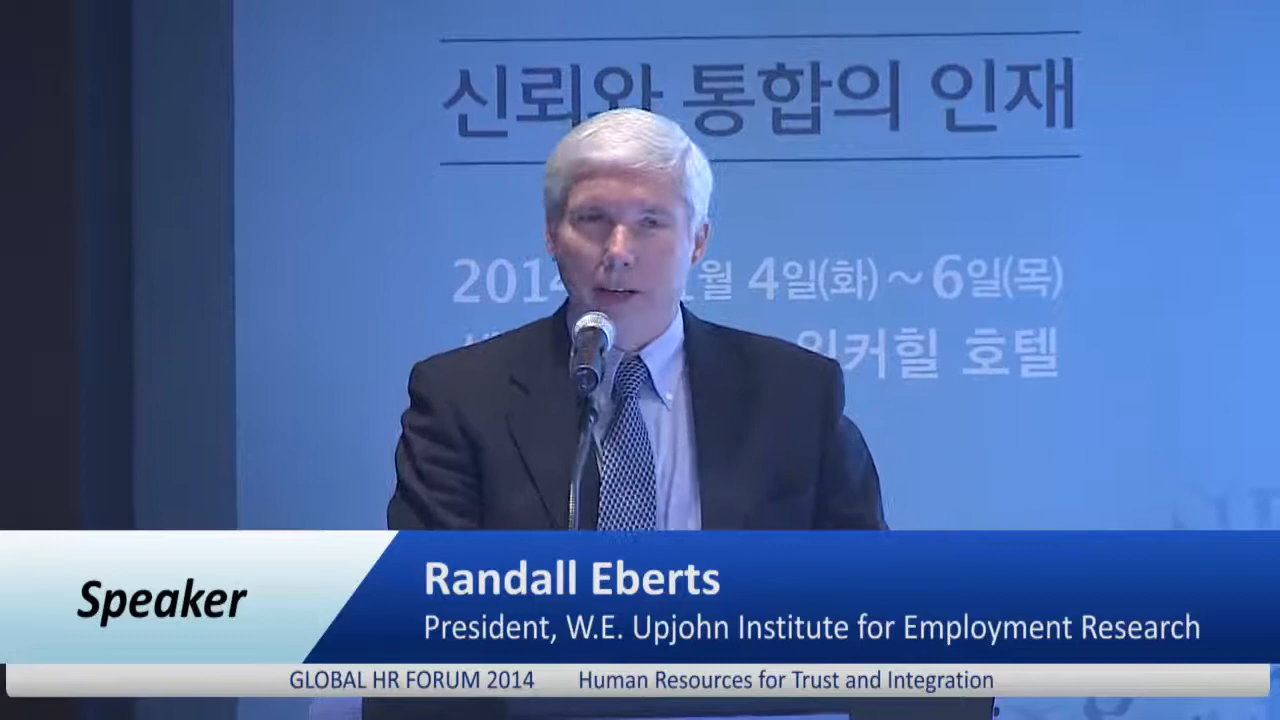 신뢰와 통합의 인재
2014 월 4일(화)~6일(목)
워커힐 호텔
Speaker
Randall Eberts
President, W.E. Upjohn Institute for Employment Research
GLOBAL HR FORUM 2014 Human Resources for Trust and Integration